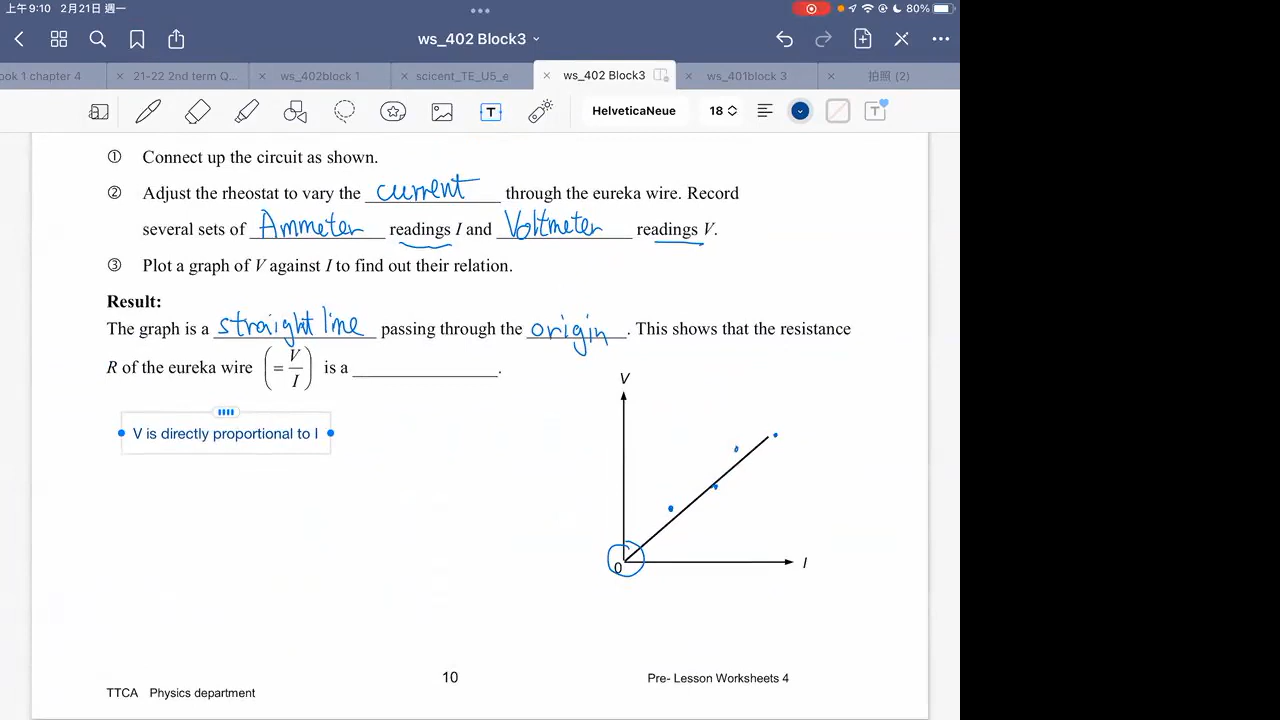 上午9:10 2月21日 週一
80%
ws_402 Block3
ook 1 chapter 4
21-22 2nd term Q...
ws_402block 1
scicent_TE_U5_e
ws_402 Block3
ws_401block 3
拍照 (2)
HelveticaNeue 18
① Connect up the circuit as shown.
② Adjust the rheostat to vary the current through the eureka wire. Record
several sets of Ammeter readings I and Voltmeter readings V.
③ Plot a graph of V against I to find out their relation.
Result:
The graph is a straight line passing through the origin. This shows that the resistance
R of the eureka wire (= V/I) is a ____________.
V is directly proportional to I
V
0
I
10
Pre- Lesson Worksheets 4
TTCA Physics department